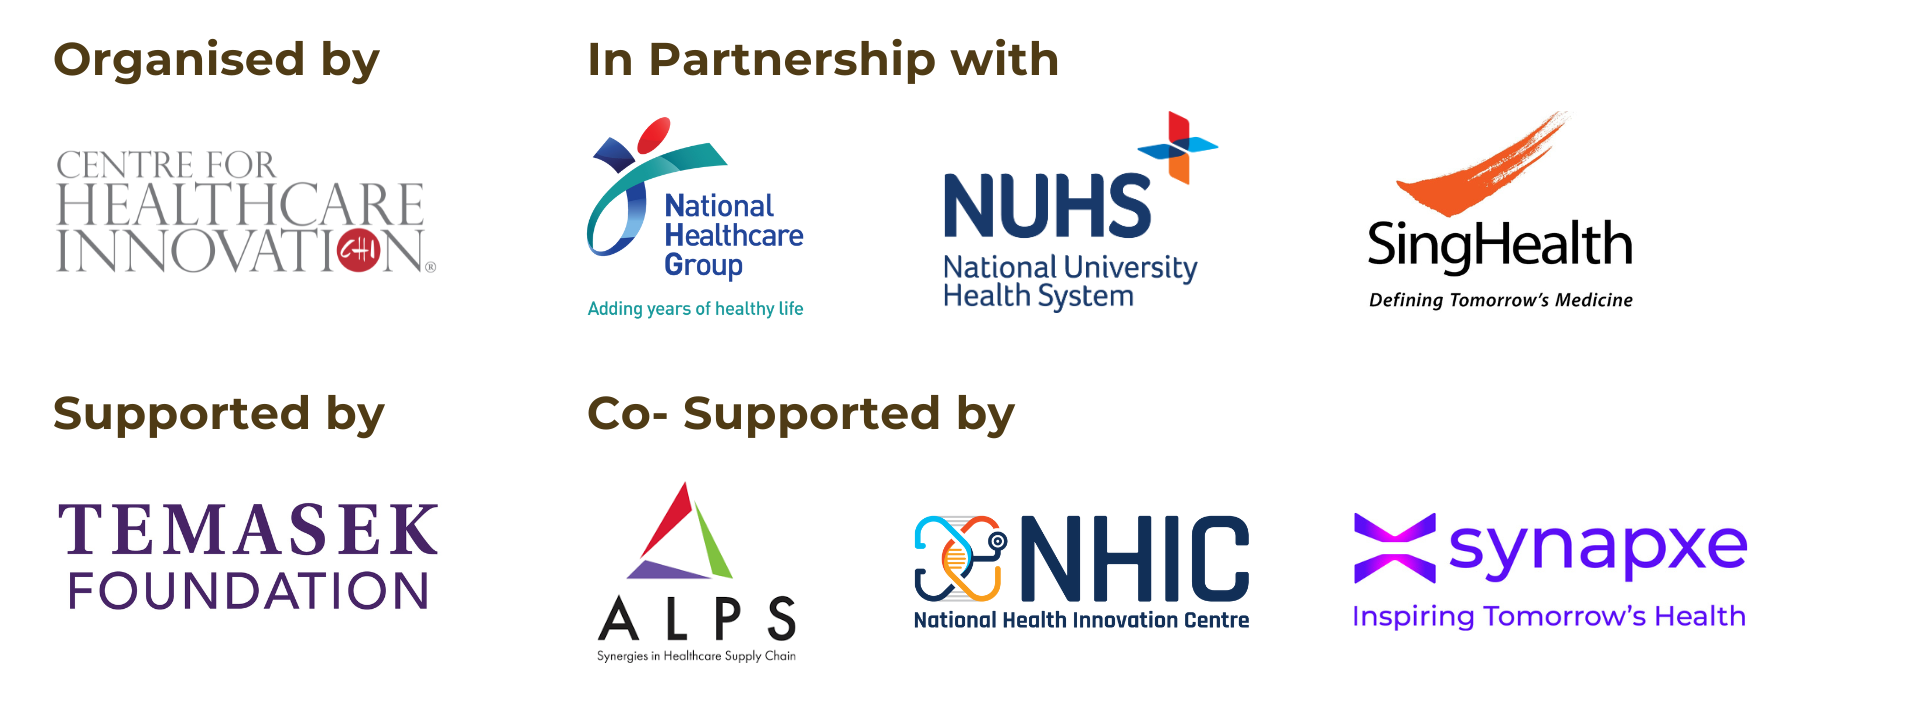 Organised by
CENTRE FOR
HEALTHCARE
INNOVATION®
CHI
In Partnership with
National
Healthcare
Group
Adding years of healthy life
NUHS
National University
Health System
SingHealth
Defining Tomorrow's Medicine
Supported by
TEMASEK
FOUNDATION
Co- Supported by
ALPS
Synergies in Healthcare Supply Chain
NHIC
National Health Innovation Centre
synapxe
Inspiring Tomorrow's Health